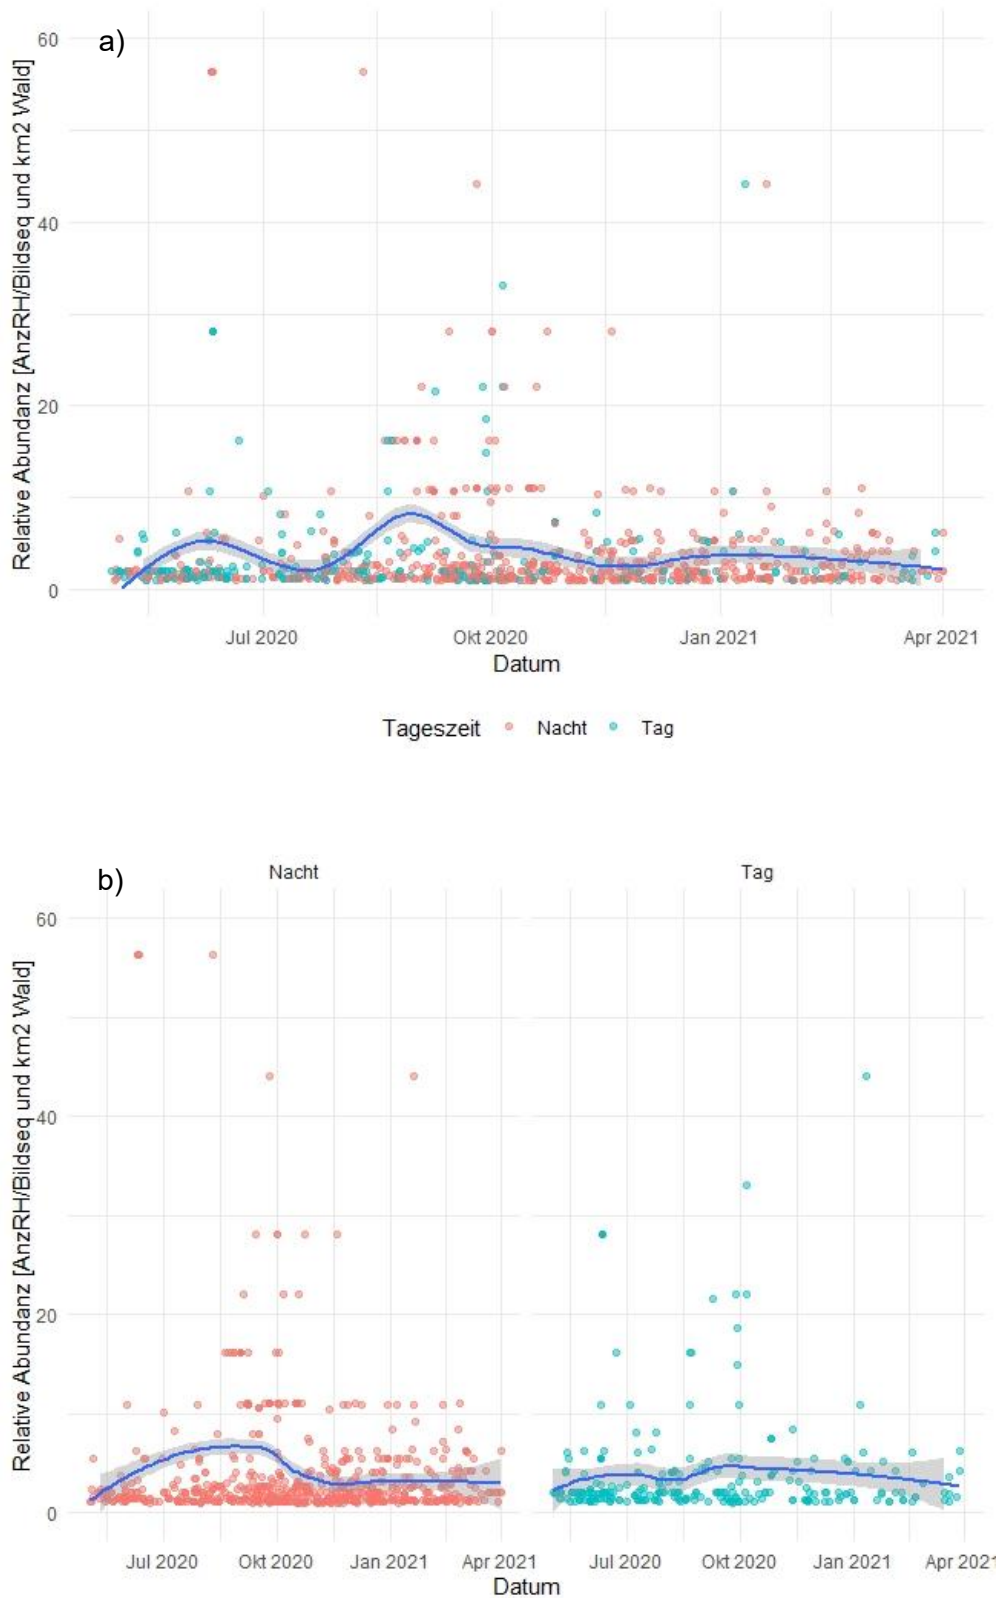 a)
Relative Abundanz [AnzRH/Bildseq und km2 Wald]
60
40
20
0
Jul 2020 Okt 2020 Jan 2021 Apr 2021
Datum
Tageszeit Nacht Tag
b)
Nacht Tag
Relative Abundanz [AnzRH/Bildseq und km2 Wald]
60
40
20
0
Jul 2020 Okt 2020 Jan 2021 Apr 2021 Jul 2020 Okt 2020 Jan 2021 Apr 2021
Datum